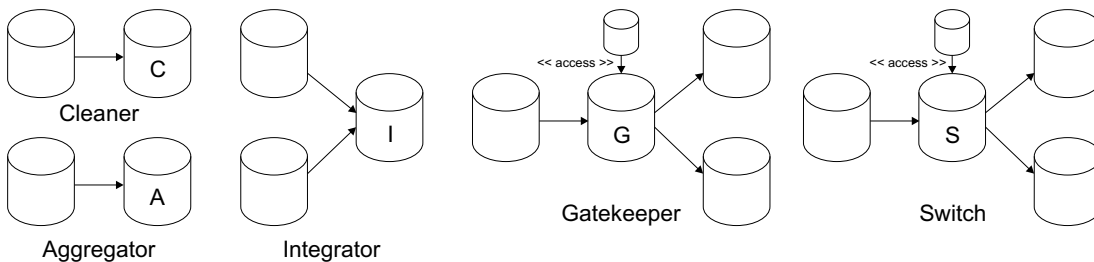 C
Cleaner
A
Aggregator
I
Integrator
<< access >>
G
Gatekeeper
<< access >>
S
Switch